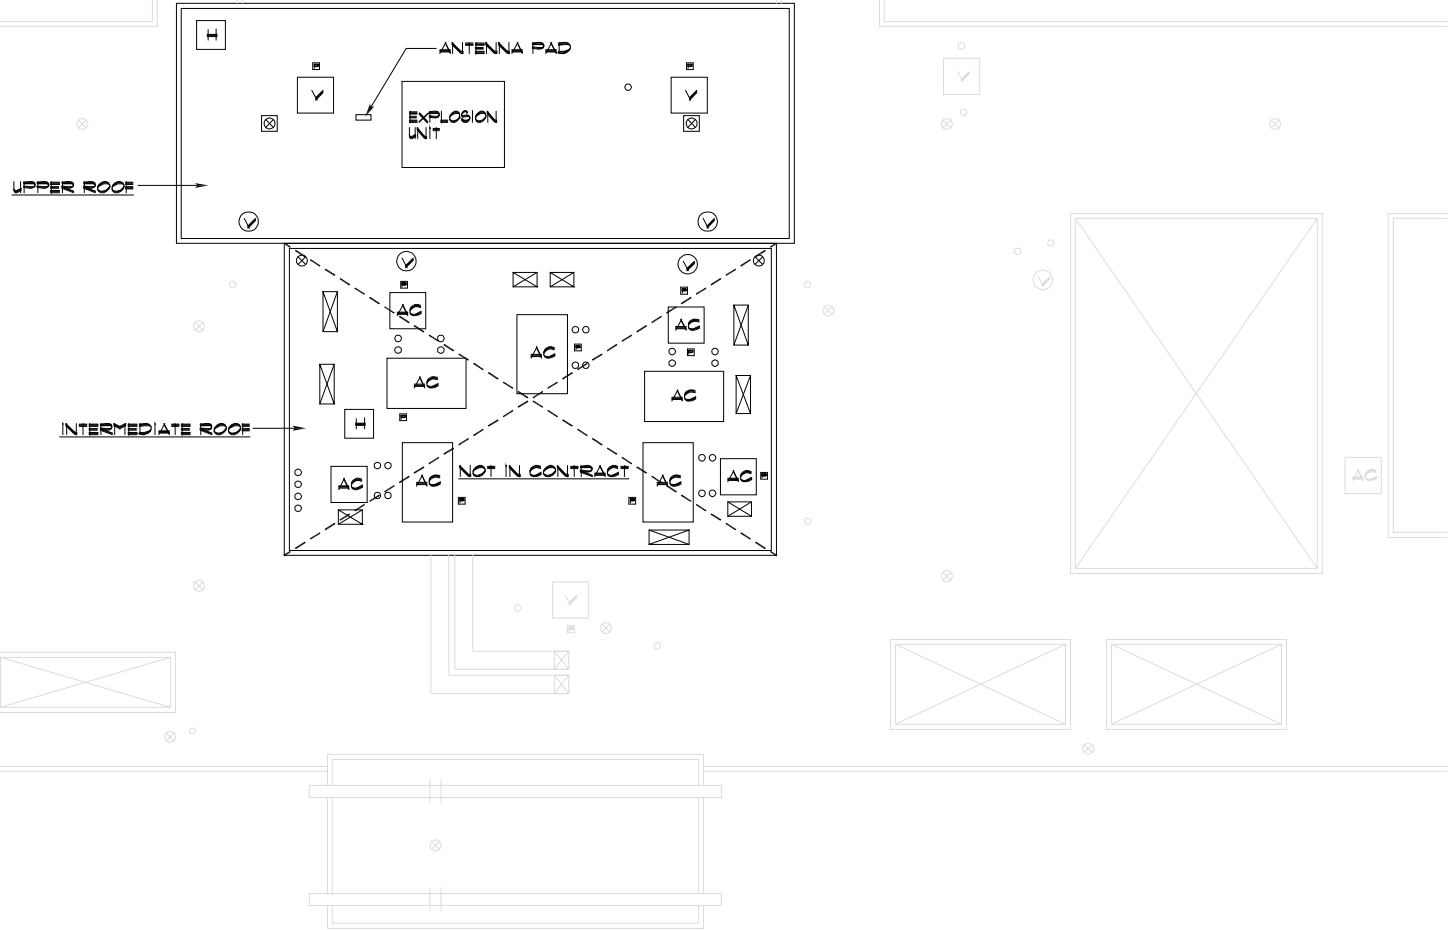 H
ANTENNA PAD
P
P
V
V
EXPLOSION
UNIT
UPPER ROOF
V
V
V
V
V
V
P
P
AC
AC
P
AC
P
AC
AC
P
H
INTERMEDIATE ROOF
NOT IN CONTRACT
AC
AC
AC
AC
P
P
P
AC
V
P